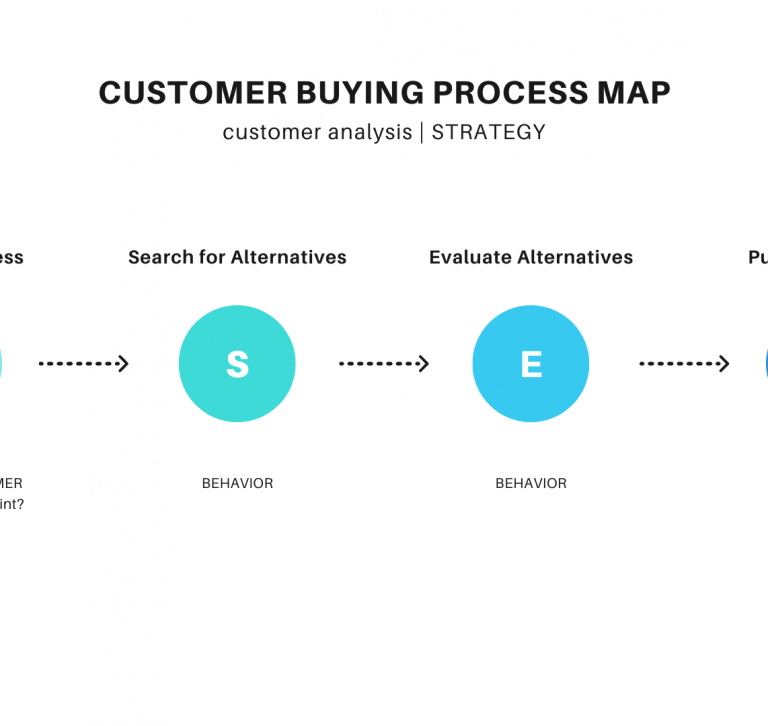 CUSTOMER BUYING PROCESS MAP
customer analysis | STRATEGY
ess Search for Alternatives Evaluate Alternatives Pu
S E
MER BEHAVIOR BEHAVIOR
int?